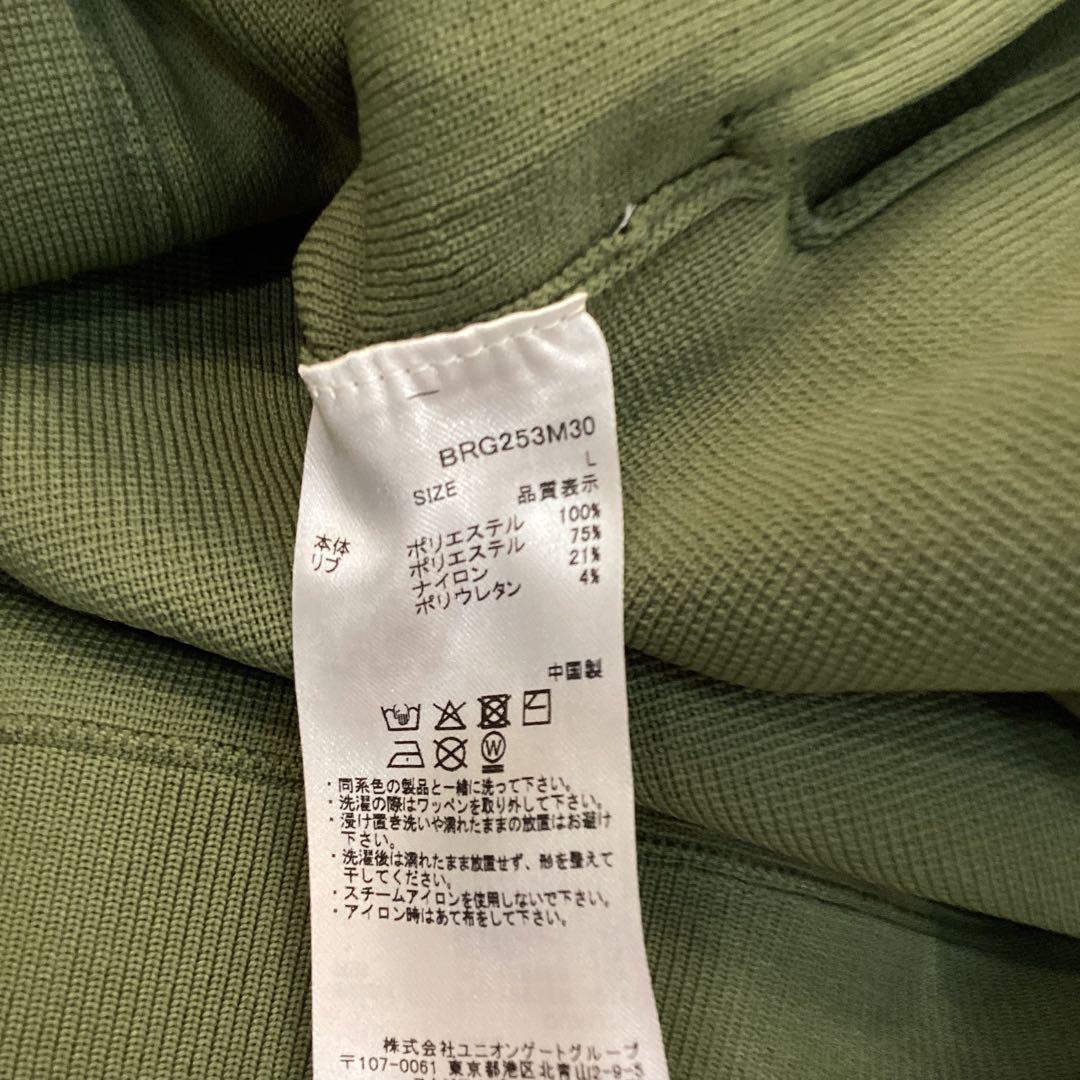 BRG253M30
SIZE L
品質表示
本体 ポリエステル 100%
リブ ポリエステル 75%
ナイロン 21%
ポリウレタン 4%
中国製
W
・同系色の製品と一緒に洗って下さい。
・洗濯の際はワッペンを取り外して下さい。
・浸け置き洗いや濡れたままの放置はお避け
下さい。
・洗濯後は濡れたまま放置せず、形を整えて
干してください。
・スチームアイロンを使用しないで下さい。
・アイロン時はあて布をして下さい。
株式会社ユニオンゲートグループ
〒107-0061 東京都港区北青山2-9-5